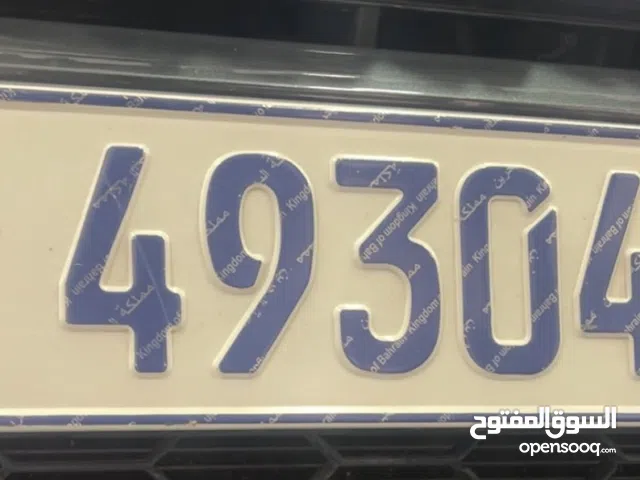 49304
السوق المفتوح
opensooq.com